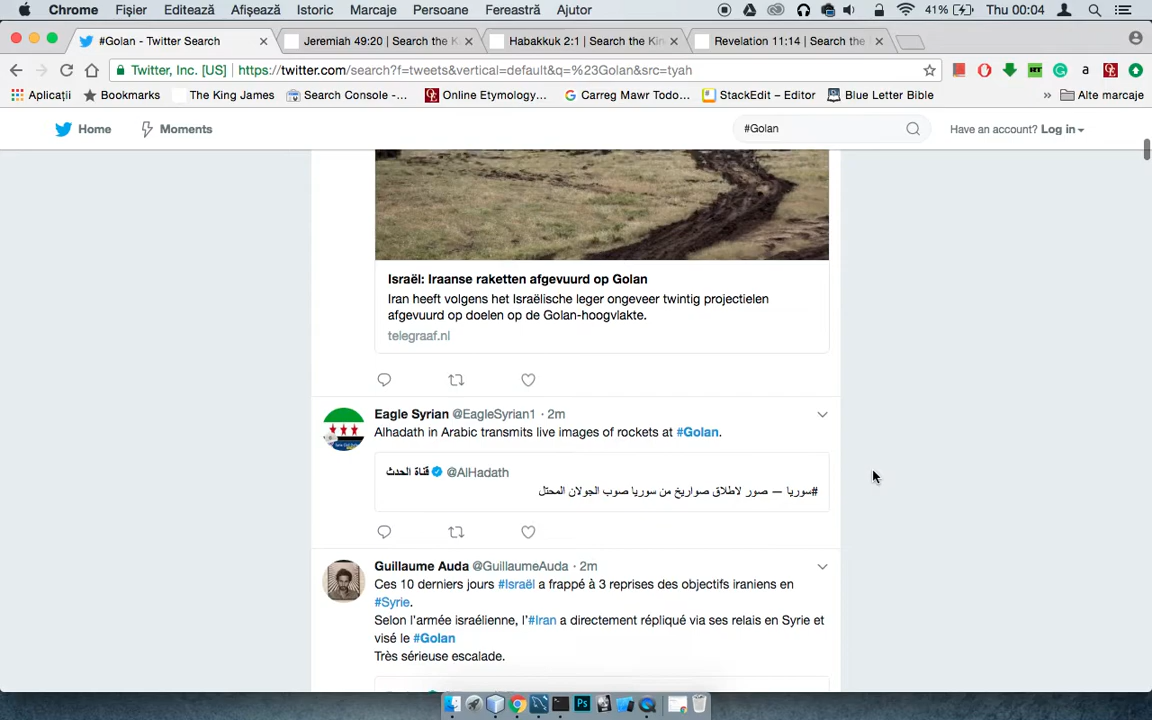 Chrome Fișier Editează Afișează Istoric Marcaje Persoane Fereastră Ajutor 41% Thu 00:04
#Golan - Twitter Search Jeremiah 49:20 | Search the K Habakkuk 2:1 | Search the Kin Revelation 11:14 | Search the
Twitter, Inc. [US] https://twitter.com/search?f=tweets&vertical=default&q=%23Golan&src=tyah
Aplicații Bookmarks The King James Search Console -... Online Etymology... Carreg Mawr Todo... StackEdit – Editor Blue Letter Bible » Alte marcaje
Home Moments #Golan Have an account? Log in
Israël: Iraanse raketten afgevuurd op Golan
Iran heeft volgens het Israëlische leger ongeveer twintig projectielen
afgevuurd op doelen op de Golan-hoogvlakte.
telegraaf.nl
Eagle Syrian @EagleSyrian1 · 2m
Alhadath in Arabic transmits live images of rockets at #Golan.
قناة الحدث @AlHadath
#سوريا — صور لاطلاق صواريخ من سوريا صوب الجولان المحتل
Guillaume Auda @GuillaumeAuda · 2m
Ces 10 derniers jours #Israël a frappé à 3 reprises des objectifs iraniens en
#Syrie.
Selon l'armée israélienne, l'#Iran a directement répliqué via ses relais en Syrie et
visé le #Golan
Très sérieuse escalade.